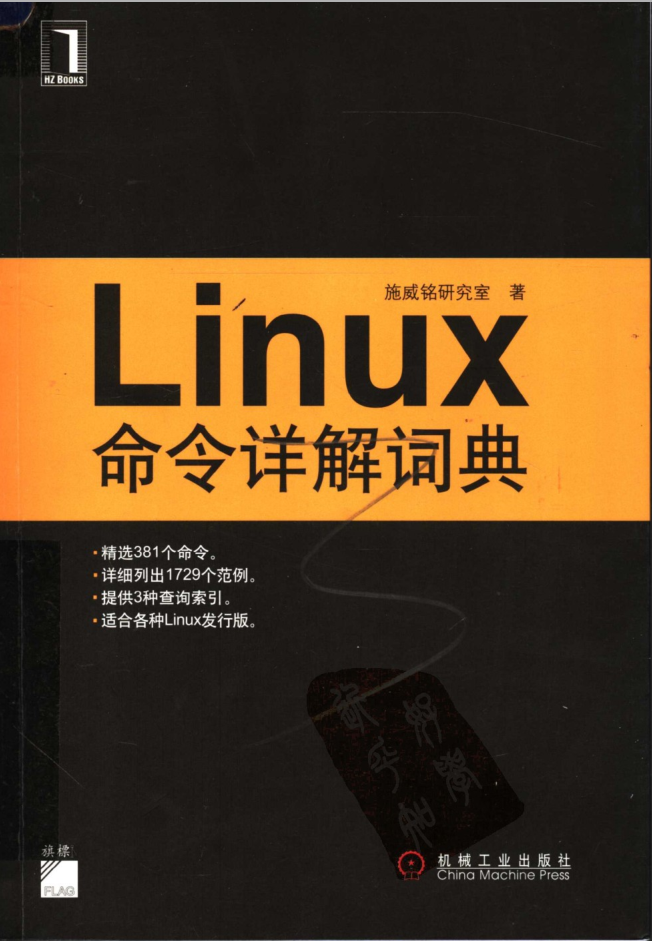 HZ BOOKS
施威铭研究室 著
Linux
命令详解词典
·精选381个命令。
·详细列出1729个范例。
·提供3种查询索引。
·适合各种Linux发行版。
旗標
FLAG
机械工业出版社
China Machine Press